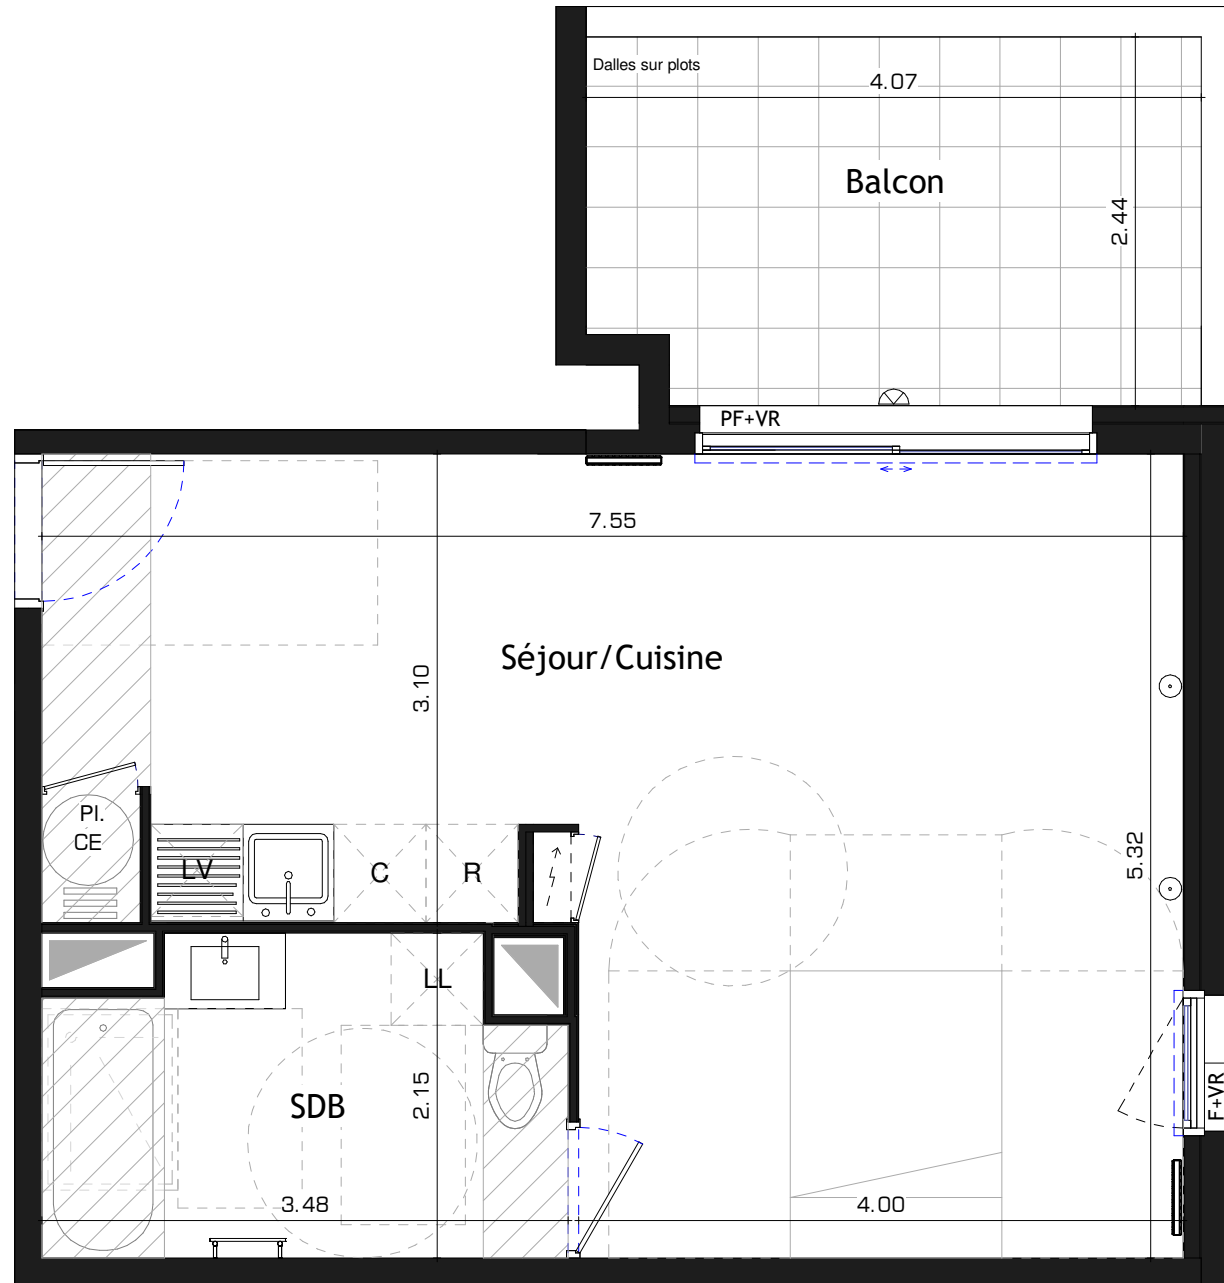 Dalles sur plots
4.07
Balcon
2.44
PF+VR
7.55
Séjour/Cuisine
3.10
Pl.
CE
LV
C
R
5.32
LL
SDB
2.15
F+VR
3.48
4.00